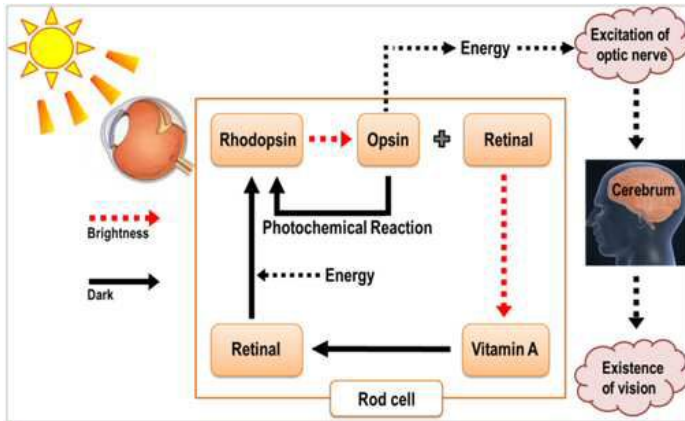 Excitation of
optic nerve
Energy
Rhodopsin
Opsin
Retinal
Photochemical Reaction
Cerebrum
Brightness
Dark
Energy
Retinal
Vitamin A
Rod cell
Existence
of vision